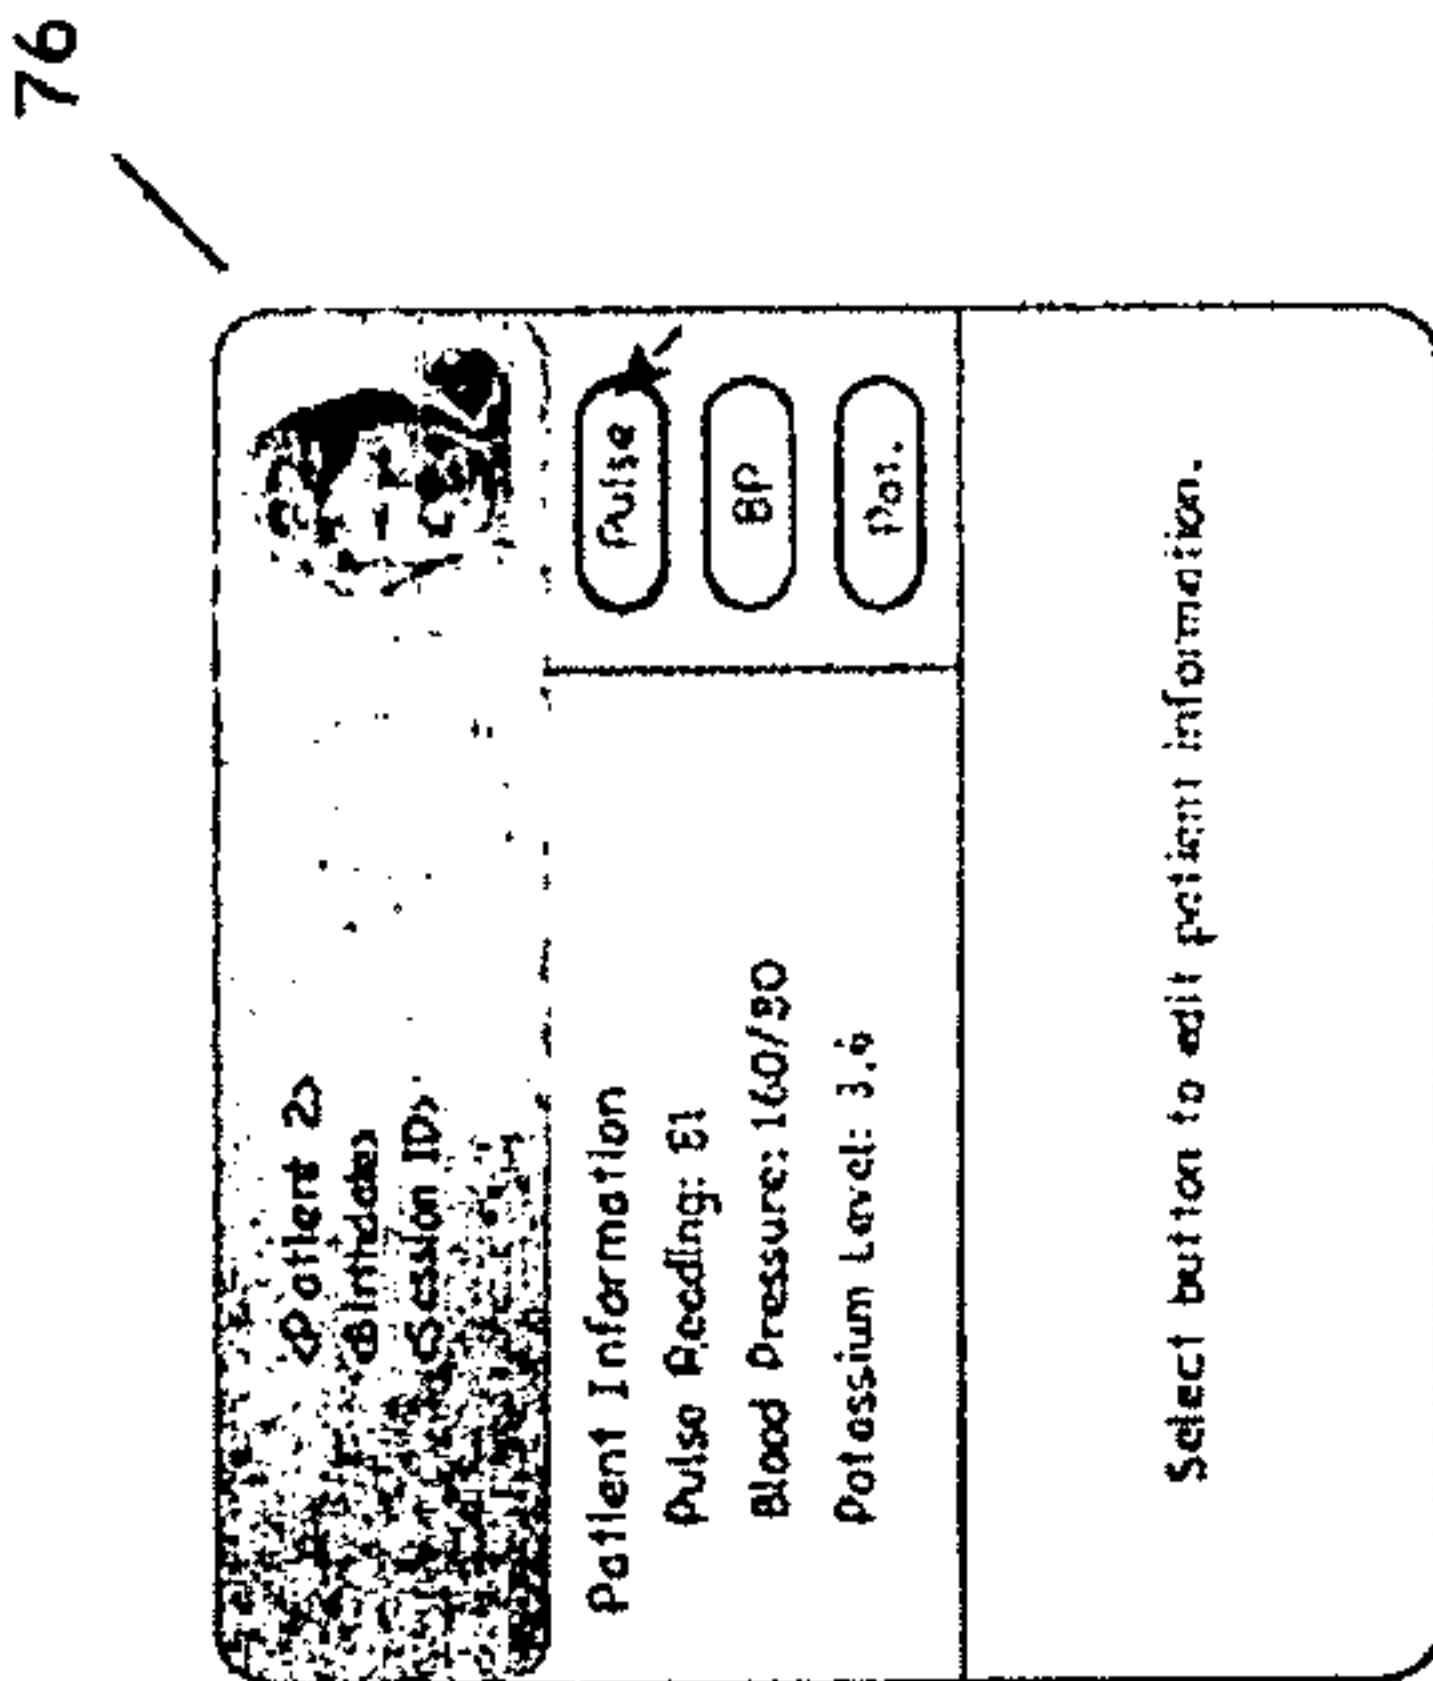 76
<Patient 2>
<Birthdate>
<Session ID>
Patient Information
Pulse Reading: 81
Blood Pressure: 160/90
Potassium Level: 3.6
Pulse
BP
Pot.
Select button to edit patient information.